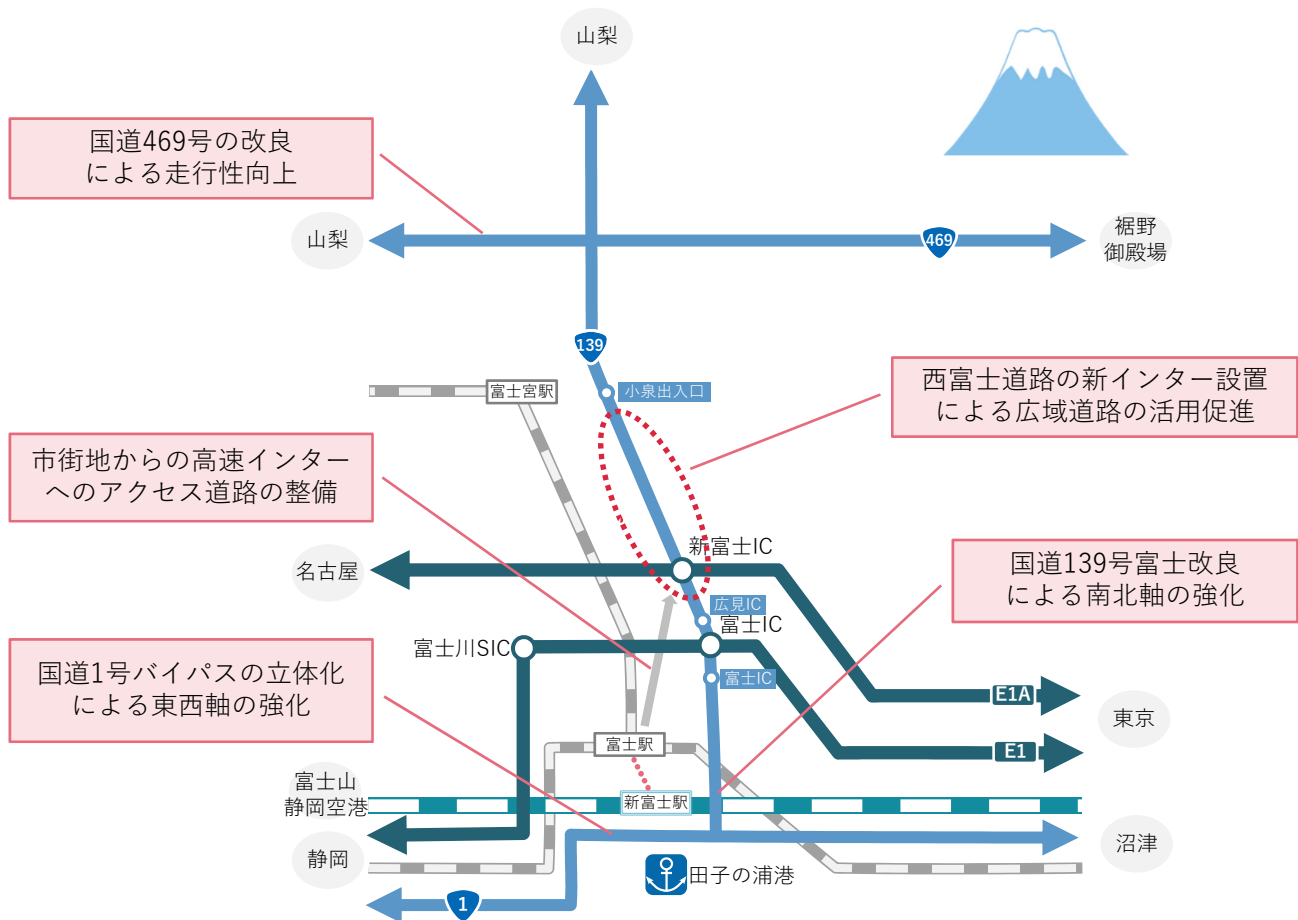 山梨
国道469号の改良
による走行性向上
山梨
469
裾野
御殿場
139
富士宮駅
小泉出入口
西富士道路の新インター設置
による広域道路の活用促進
市街地からの高速インター
へのアクセス道路の整備
新富士IC
名古屋
国道139号富士改良
による南北軸の強化
広見IC
富士IC
富士川SIC
富士IC
国道1号バイパスの立体化
による東西軸の強化
E1A
東京
富士駅
E1
富士山
静岡空港
新富士駅
静岡
沼津
田子の浦港
1